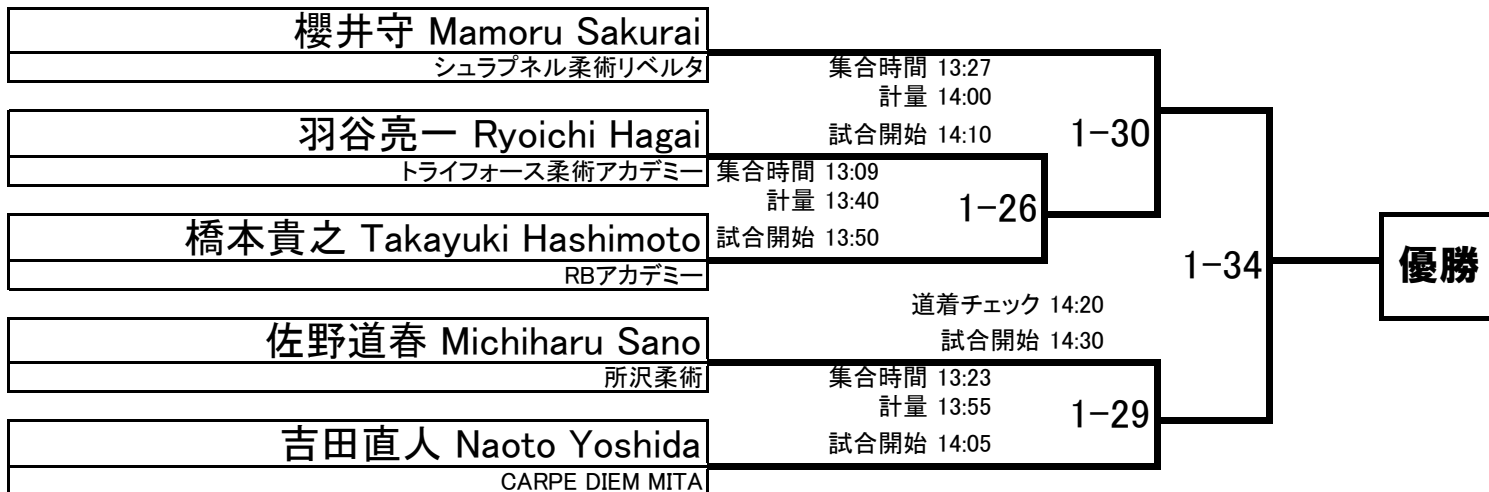 櫻井守 Mamoru Sakurai
シュラプネル柔術リベルタ
集合時間 13:27
計量 14:00
試合開始 14:10
1-30
羽谷亮一 Ryoichi Hagai
トライフォース柔術アカデミー
集合時間 13:09
計量 13:40
試合開始 13:50
1-26
橋本貴之 Takayuki Hashimoto
RBアカデミー
1-34
優勝
道着チェック 14:20
試合開始 14:30
佐野道春 Michiharu Sano
所沢柔術
集合時間 13:23
計量 13:55
試合開始 14:05
1-29
吉田直人 Naoto Yoshida
CARPE DIEM MITA